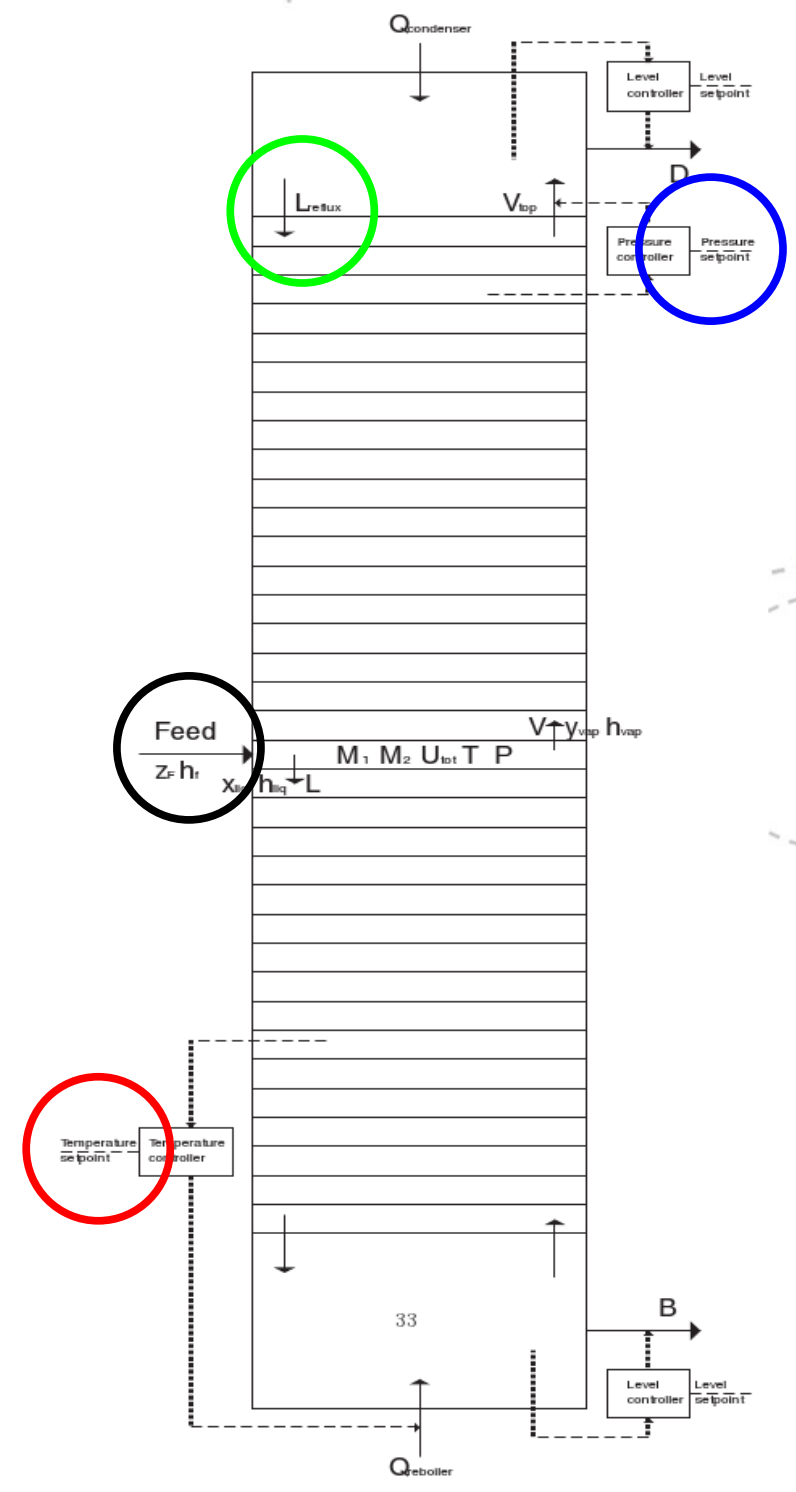 Qcondenser
Level controller
Level setpoint
D
Lreflux
Vtop
Pressure controller
Pressure setpoint
Feed
zF hf
V yvap hvap
M1 M2 Utot T P
xliq hliq L
Temperature setpoint
Temperature controller
33
B
Level controller
Level setpoint
Qreboiler